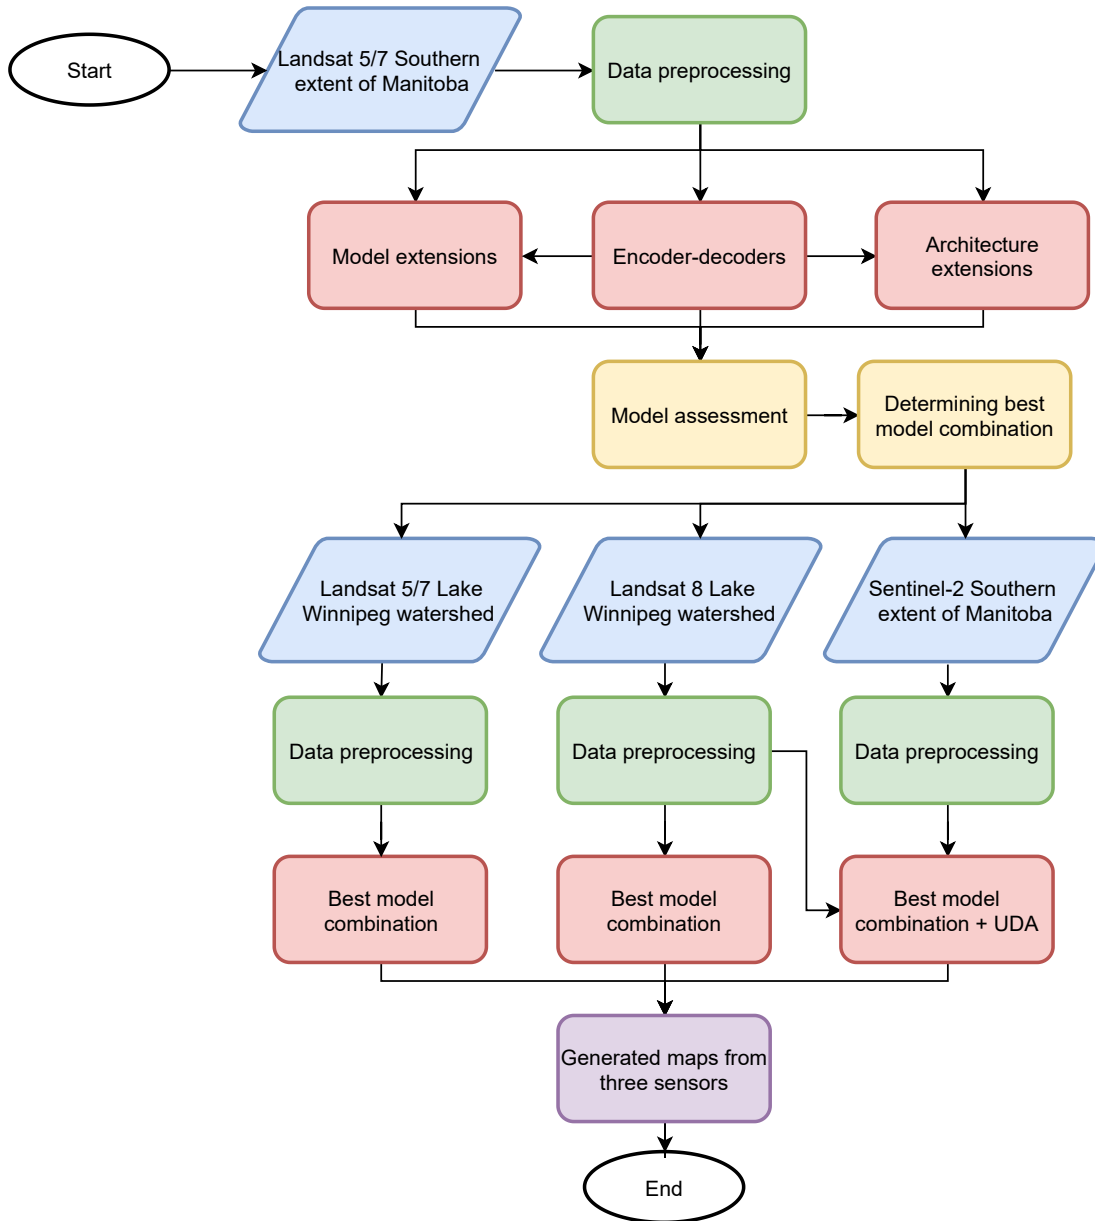 Start
Landsat 5/7 Southern
extent of Manitoba
Data preprocessing
Model extensions
Encoder-decoders
Architecture
extensions
Model assessment
Determining best
model combination
Landsat 5/7 Lake
Winnipeg watershed
Landsat 8 Lake
Winnipeg watershed
Sentinel-2 Southern
extent of Manitoba
Data preprocessing
Data preprocessing
Data preprocessing
Best model
combination
Best model
combination
Best model
combination + UDA
Generated maps from
three sensors
End